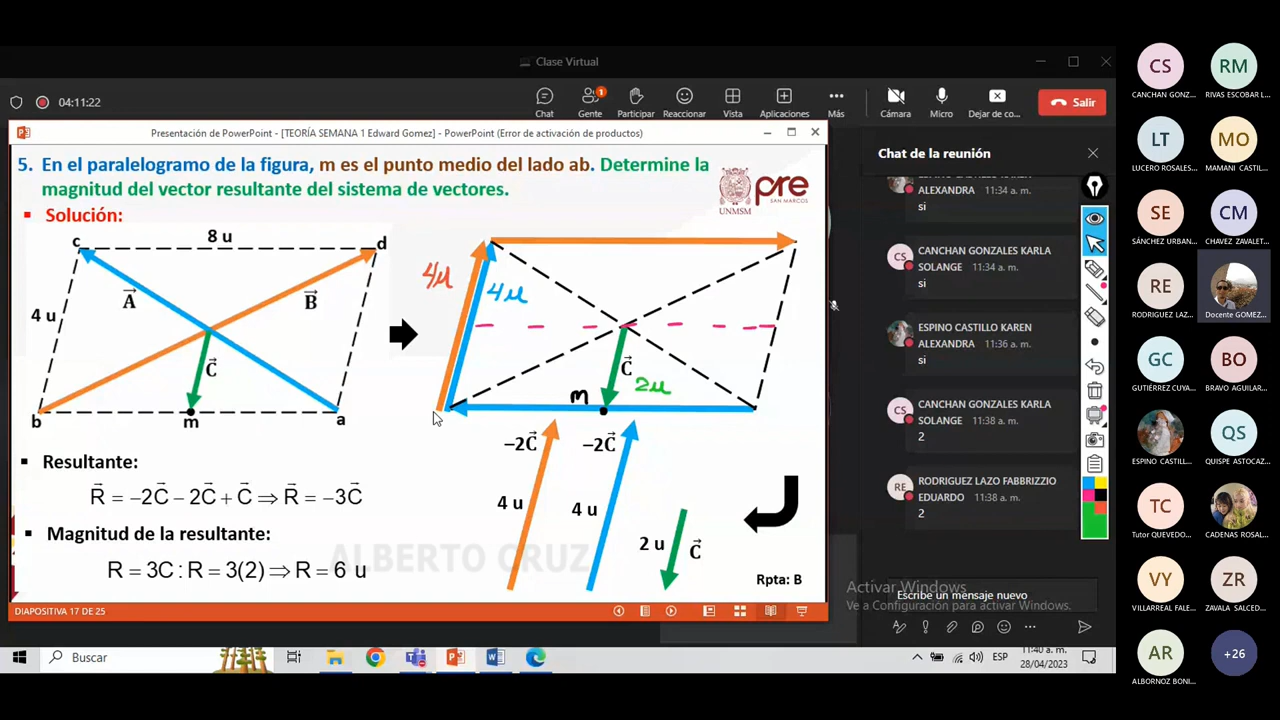 Clase Virtual
04:11:22
Chat
Gente
1
Participar
Reaccionar
Vista
Aplicaciones
Más
Cámara
Micro
Dejar de co...
Salir
Presentación de PowerPoint - [TEORÍA SEMANA 1 Edward Gomez] - PowerPoint (Error de activación de productos)
5. En el paralelogramo de la figura, m es el punto medio del lado ab. Determine la
magnitud del vector resultante del sistema de vectores.
UNMSM
pre
SAN MARCOS
Solución:
c
8 u
d
A⃗
B⃗
4 u
C⃗
b
m
a
4u
4u
C⃗
2u
m
Resultante:
R⃗ = −2C⃗ − 2C⃗ + C⃗ ⇒ R⃗ = −3C⃗
Magnitud de la resultante:
R = 3C : R = 3(2) ⇒ R = 6 u
−2C⃗
−2C⃗
4 u
4 u
2 u
C⃗
ALBERTO CRUZ
Rpta: B
DIAPOSITIVA 17 DE 25
Chat de la reunión
ESPINO CASTILLO KAREN
ALEXANDRA
11:34 a. m.
si
CANCHAN GONZALES KARLA
SOLANGE
11:34 a. m.
si
ESPINO CASTILLO KAREN
ALEXANDRA
11:36 a. m.
si
CS
CANCHAN GONZALES KARLA
SOLANGE
11:38 a. m.
2
RE
RODRIGUEZ LAZO FABBRIZZIO
EDUARDO
11:38 a. m.
2
Activar Windows
Ve a Configuración para activar Windows.
Escribe un mensaje nuevo
Buscar
ESP
11:40 a. m.
28/04/2023
CS
CANCHAN GONZ...
RM
RIVAS ESCOBAR L...
LT
LUCERO ROSALES...
MO
MAMANI CASTIL...
SE
SÁNCHEZ URBAN...
CM
CHAVEZ ZAVALET...
RE
RODRIGUEZ LAZ...
Docente GOMEZ...
GC
GUTIÉRREZ CUYA...
BO
BRAVO AGUILAR...
ESPINO CASTILL...
QS
QUISPE ASTOCAZ...
TC
Tutor QUEVEDO...
CADENAS ROSAL...
VY
VILLARREAL FALE...
ZR
ZAVALA SALCED...
AR
ALBORNOZ BONI...
+26